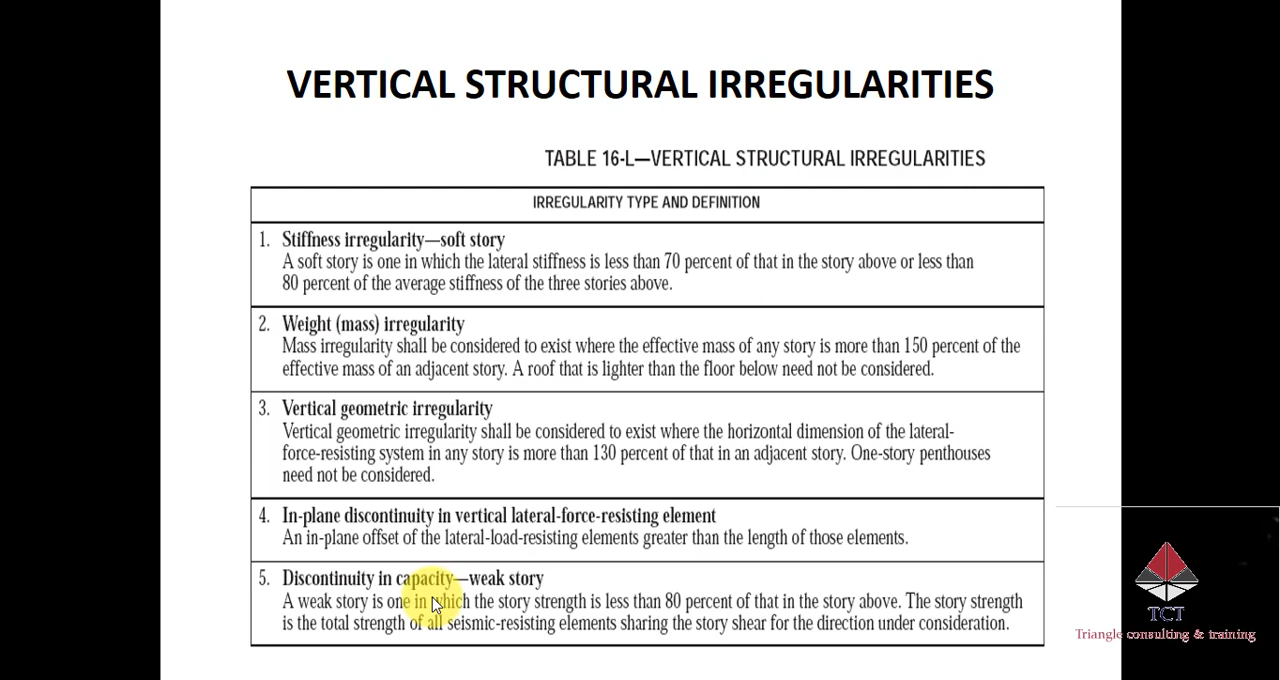 VERTICAL STRUCTURAL IRREGULARITIES
TABLE 16-L—VERTICAL STRUCTURAL IRREGULARITIES
IRREGULARITY TYPE AND DEFINITION
1. Stiffness irregularity—soft story
A soft story is one in which the lateral stiffness is less than 70 percent of that in the story above or less than
80 percent of the average stiffness of the three stories above.
2. Weight (mass) irregularity
Mass irregularity shall be considered to exist where the effective mass of any story is more than 150 percent of the
effective mass of an adjacent story. A roof that is lighter than the floor below need not be considered.
3. Vertical geometric irregularity
Vertical geometric irregularity shall be considered to exist where the horizontal dimension of the lateral-
force-resisting system in any story is more than 130 percent of that in an adjacent story. One-story penthouses
need not be considered.
4. In-plane discontinuity in vertical lateral-force-resisting element
An in-plane offset of the lateral-load-resisting elements greater than the length of those elements.
5. Discontinuity in capacity—weak story
A weak story is one in which the story strength is less than 80 percent of that in the story above. The story strength
is the total strength of all seismic-resisting elements sharing the story shear for the direction under consideration.
TCT
Triangle consulting & training